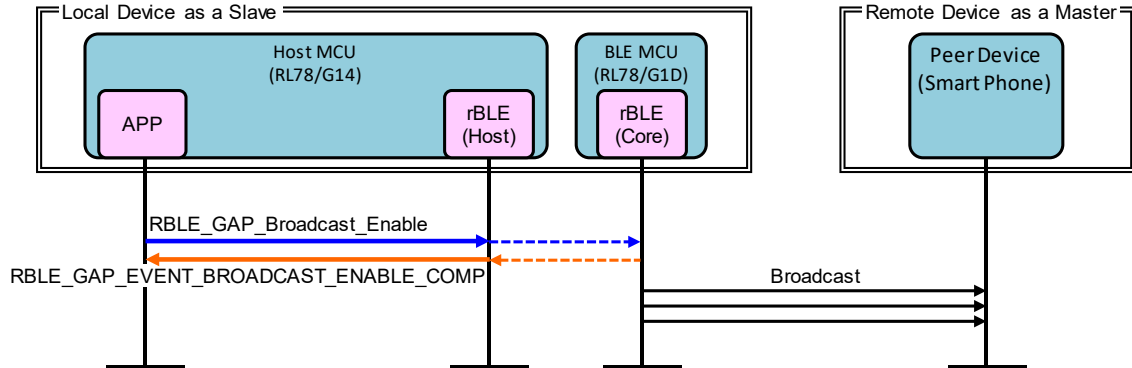 Local Device as a Slave
Remote Device as a Master
Host MCU
(RL78/G14)
BLE MCU
(RL78/G1D)
Peer Device
(Smart Phone)
APP
rBLE
(Host)
rBLE
(Core)
RBLE_GAP_Broadcast_Enable
RBLE_GAP_EVENT_BROADCAST_ENABLE_COMP
Broadcast